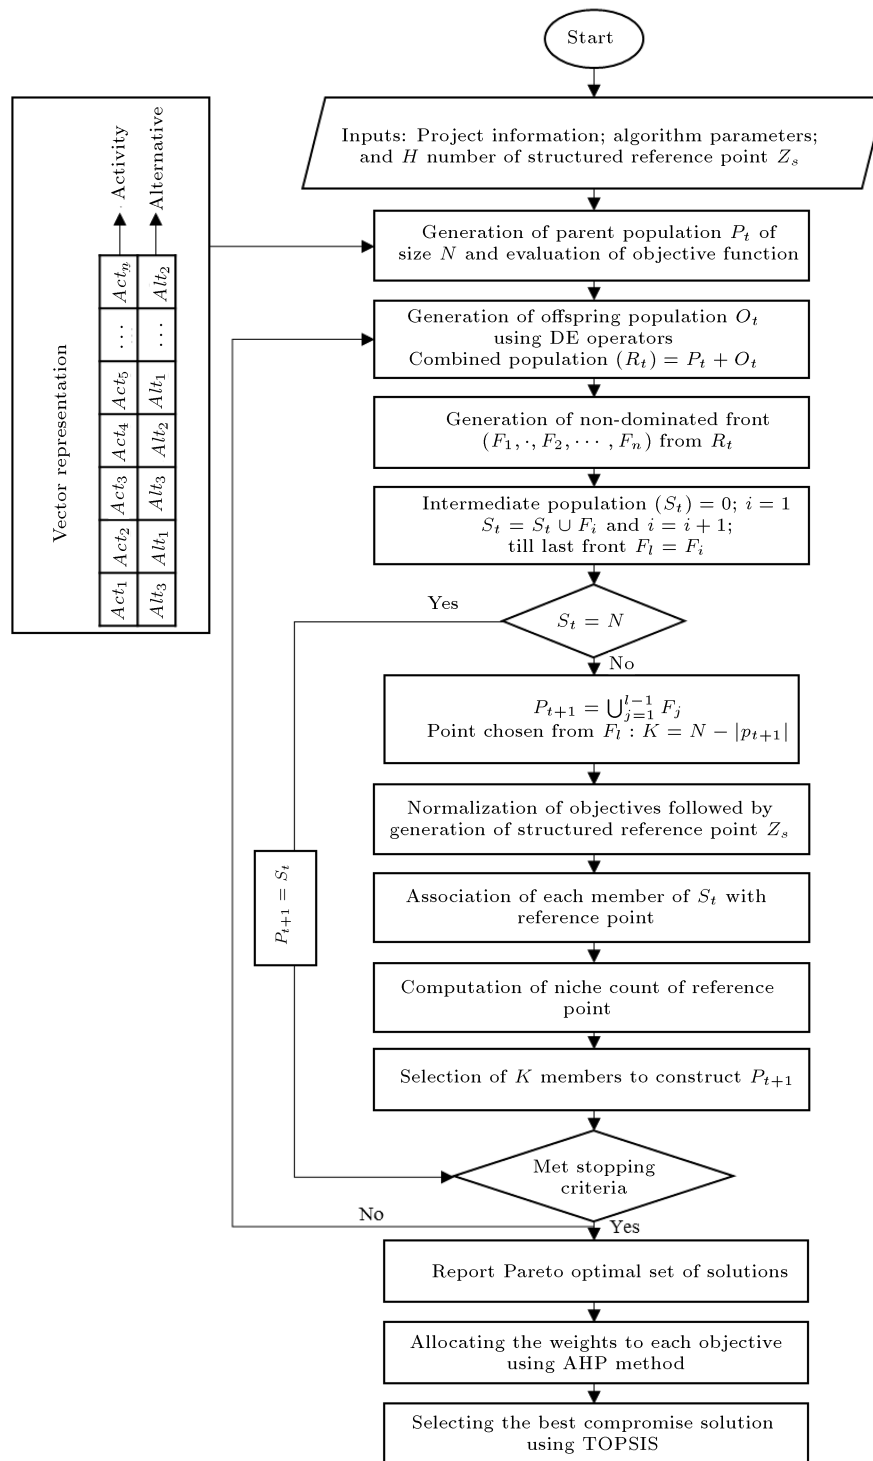 Start
Inputs: Project information; algorithm parameters;
and H number of structured reference point Z_s
Vector representation
Activity
Alternative
Act_1 Act_2 Act_3 Act_4 Act_5 ... Act_n
Alt_3 Alt_1 Alt_3 Alt_2 Alt_1 ... Alt_2
Generation of parent population P_t of
size N and evaluation of objective function
Generation of offspring population O_t
using DE operators
Combined population (R_t) = P_t + O_t
Generation of non-dominated front
(F_1, ·, F_2, ··· , F_n) from R_t
Intermediate population (S_t) = 0; i = 1
S_t = S_t ∪ F_i and i = i + 1;
till last front F_l = F_i
Yes
S_t = N
No
P_{t+1} = ⋃_{j=1}^{l−1} F_j
Point chosen from F_l : K = N − |p_{t+1}|
Normalization of objectives followed by
generation of structured reference point Z_s
P_{t+1} = S_t
Association of each member of S_t with
reference point
Computation of niche count of reference
point
Selection of K members to construct P_{t+1}
Met stopping
criteria
No
Yes
Report Pareto optimal set of solutions
Allocating the weights to each objective
using AHP method
Selecting the best compromise solution
using TOPSIS